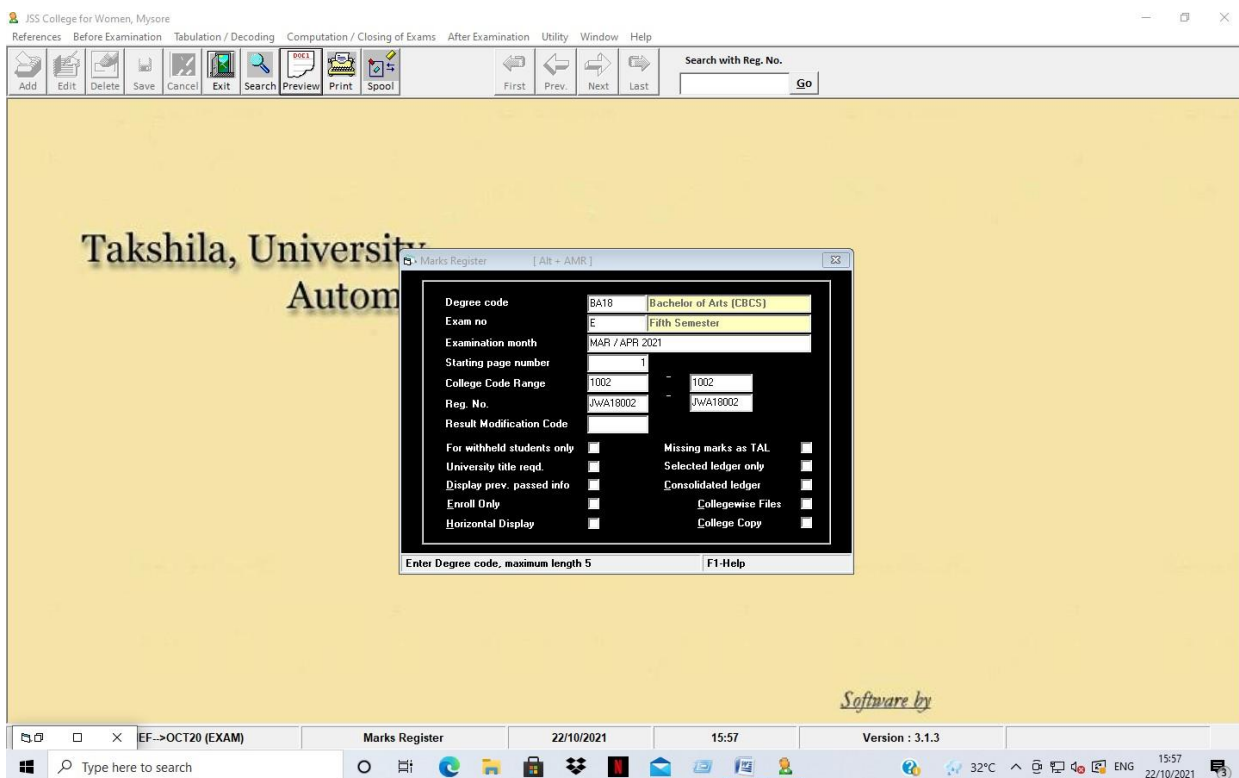 JSS College for Women, Mysore
References Before Examination Tabulation / Decoding Computation / Closing of Exams After Examination Utility Window Help
Add Edit Delete Save Cancel Exit Search Preview Print Spool First Prev. Next Last
DOC1
Search with Reg. No.
Go
Takshila, University
Autom
Marks Register [ Alt + AMR ]
Degree code BA18 Bachelor of Arts (CBCS)
Exam no E Fifth Semester
Examination month MAR / APR 2021
Starting page number 1
College Code Range 1002 - 1002
Reg. No. JWA18002 - JWA18002
Result Modification Code
For withheld students only Missing marks as TAL
University title reqd. Selected ledger only
Display prev. passed info Consolidated ledger
Enroll Only Collegewise Files
Horizontal Display College Copy
Enter Degree code, maximum length 5 F1-Help
Software by
EF-->OCT20 (EXAM) Marks Register 22/10/2021 15:57 Version : 3.1.3
Type here to search 32°C ENG 15:57
22/10/2021 3